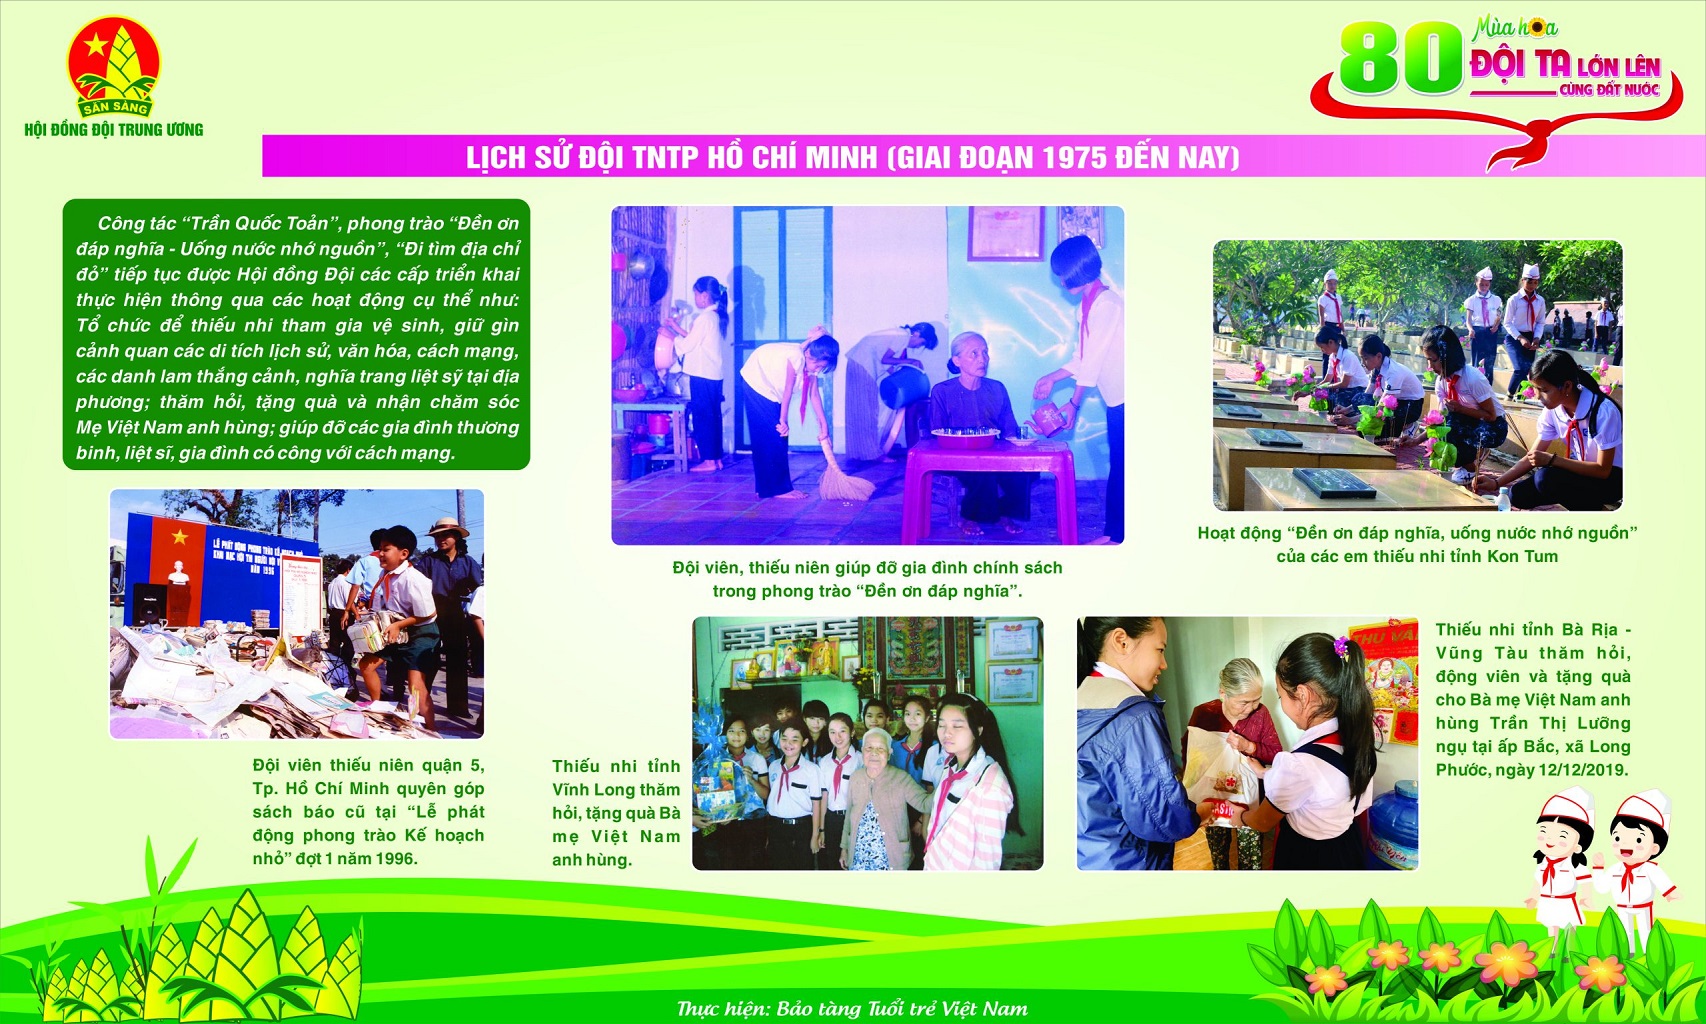 SẴN SÀNG
HỘI ĐỒNG ĐỘI TRUNG ƯƠNG
80
Mùa hoa
ĐỘI TA LỚN LÊN
CÙNG ĐẤT NƯỚC
LỊCH SỬ ĐỘI TNTP HỒ CHÍ MINH (GIAI ĐOẠN 1975 ĐẾN NAY)
Công tác “Trần Quốc Toản”, phong trào “Đền ơn
đáp nghĩa - Uống nước nhớ nguồn”, “Đi tìm địa chỉ
đỏ” tiếp tục được Hội đồng Đội các cấp triển khai
thực hiện thông qua các hoạt động cụ thể như:
Tổ chức để thiếu nhi tham gia vệ sinh, giữ gìn
cảnh quan các di tích lịch sử, văn hóa, cách mạng,
các danh lam thắng cảnh, nghĩa trang liệt sỹ tại địa
phương; thăm hỏi, tặng quà và nhận chăm sóc
Mẹ Việt Nam anh hùng; giúp đỡ các gia đình thương
binh, liệt sĩ, gia đình có công với cách mạng.
LỄ PHÁT ĐỘNG PHONG TRÀO KẾ HOẠCH
NĂM 1996
Đội viên thiếu niên quận 5,
Tp. Hồ Chí Minh quyên góp
sách báo cũ tại “Lễ phát
động phong trào Kế hoạch
nhỏ” đợt 1 năm 1996.
Đội viên, thiếu niên giúp đỡ gia đình chính sách
trong phong trào “Đền ơn đáp nghĩa”.
Hoạt động “Đền ơn đáp nghĩa, uống nước nhớ nguồn”
của các em thiếu nhi tỉnh Kon Tum
Thiếu nhi tỉnh
Vĩnh Long thăm
hỏi, tặng quà Bà
mẹ Việt Nam
anh hùng.
Thiếu nhi tỉnh Bà Rịa -
Vũng Tàu thăm hỏi,
động viên và tặng quà
cho Bà mẹ Việt Nam anh
hùng Trần Thị Lưỡng
ngụ tại ấp Bắc, xã Long
Phước, ngày 12/12/2019.
Thực hiện: Bảo tàng Tuổi trẻ Việt Nam